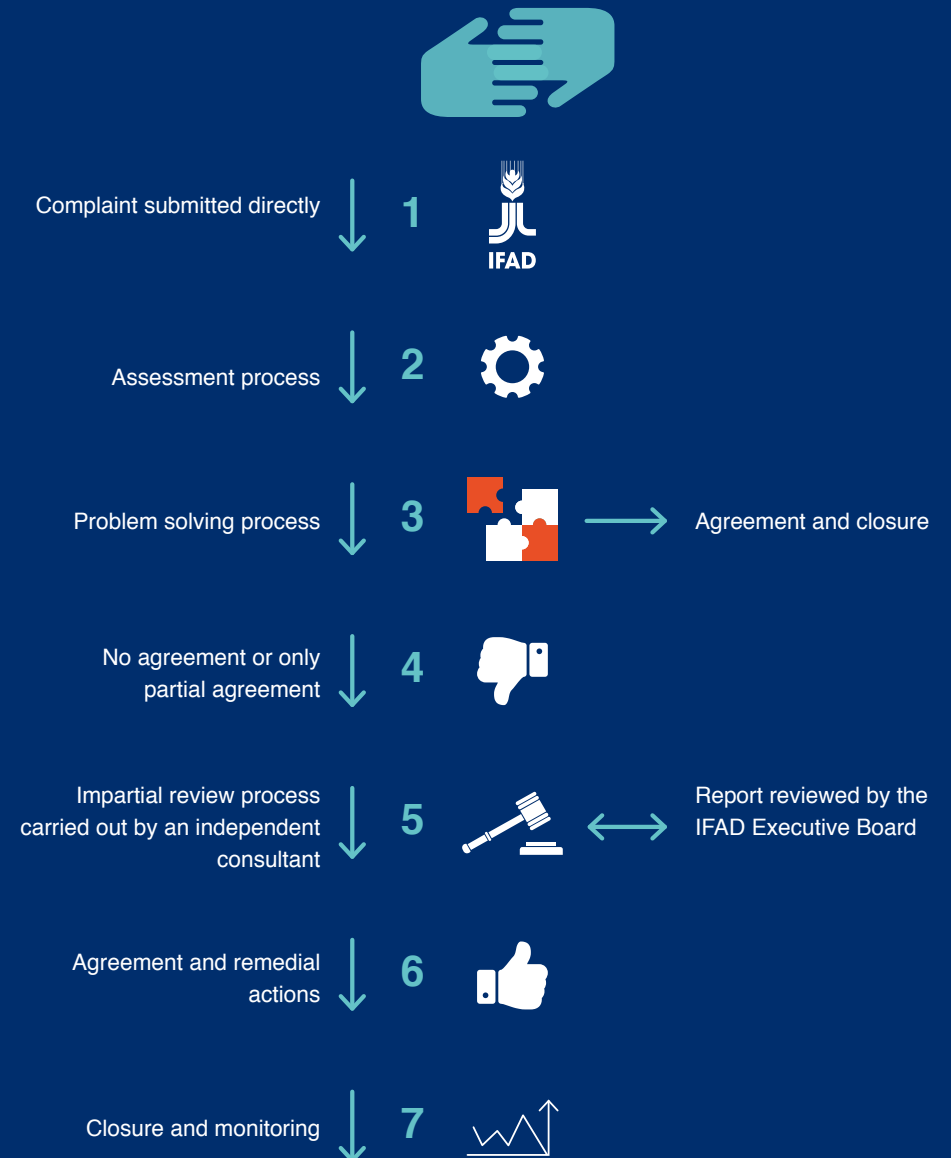 Complaint submitted directly
1
IFAD
Assessment process
2
Problem solving process
3
Agreement and closure
No agreement or only
partial agreement
4
Impartial review process
carried out by an independent
consultant
5
Report reviewed by the
IFAD Executive Board
Agreement and remedial
actions
6
Closure and monitoring
7